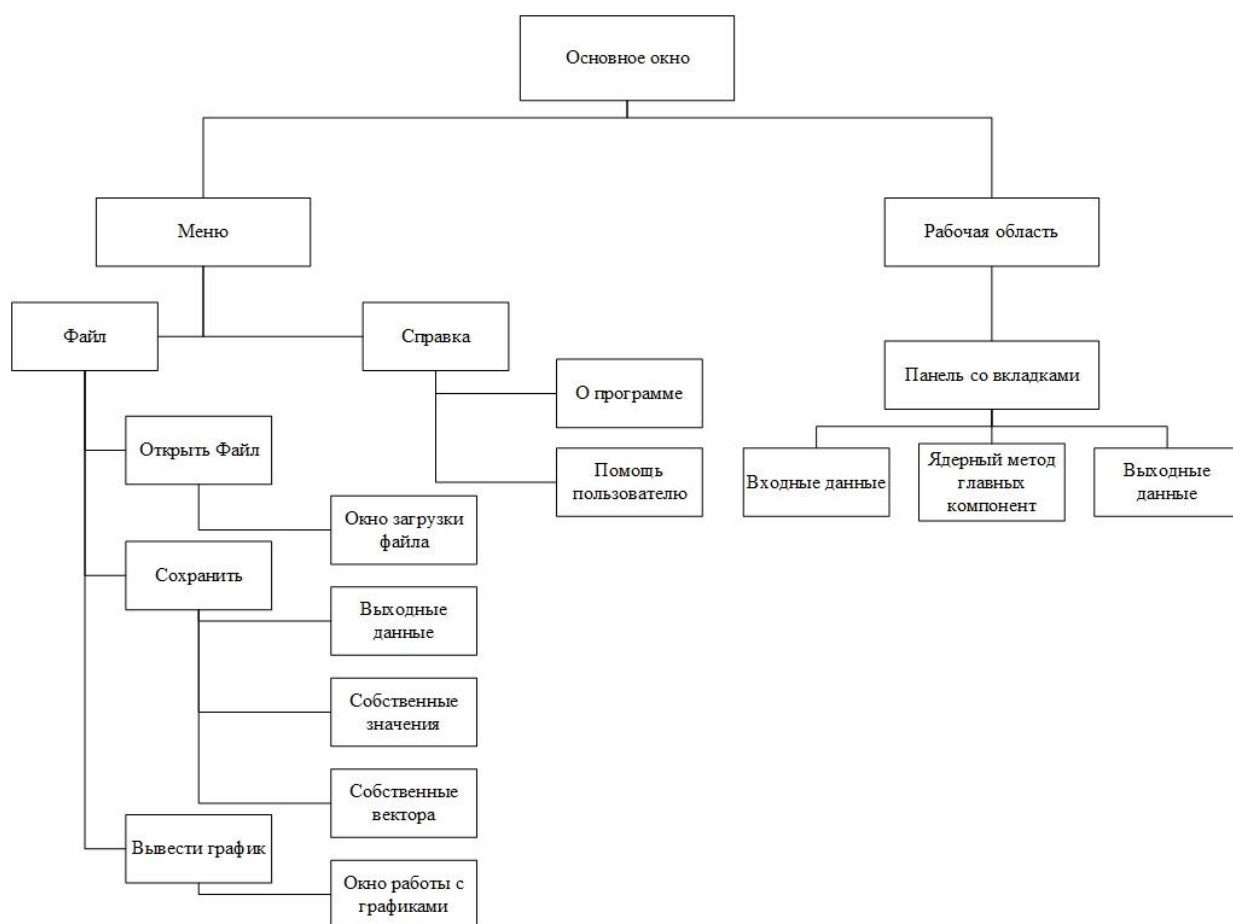 Основное окно
Меню
Рабочая область
Файл
Справка
О программе
Панель со вкладками
Открыть Файл
Помощь
пользователю
Входные данные
Ядерный метод
главных
компонент
Выходные
данные
Окно загрузки
файла
Сохранить
Выходные
данные
Собственные
значения
Собственные
вектора
Вывести график
Окно работы с
графиками